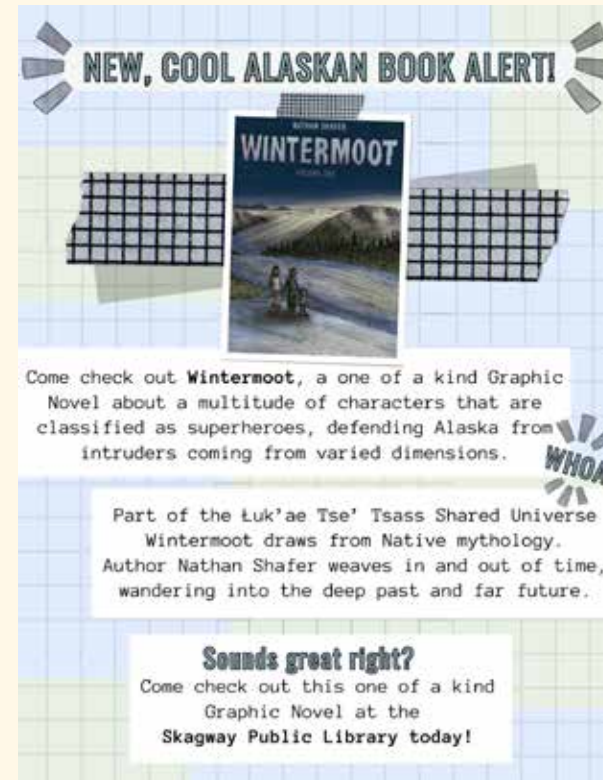 NEW, COOL ALASKAN BOOK ALERT!
NATHAN SHAFER
WINTERMOOT
VOLUME ONE
Come check out Wintermoot, a one of a kind Graphic
Novel about a multitude of characters that are
classified as superheroes, defending Alaska from
intruders coming from varied dimensions.
WHOA
Part of the Łuk’ae Tse’ Tsass Shared Universe
Wintermoot draws from Native mythology.
Author Nathan Shafer weaves in and out of time,
wandering into the deep past and far future.
Sounds great right?
Come check out this one of a kind
Graphic Novel at the
Skagway Public Library today!